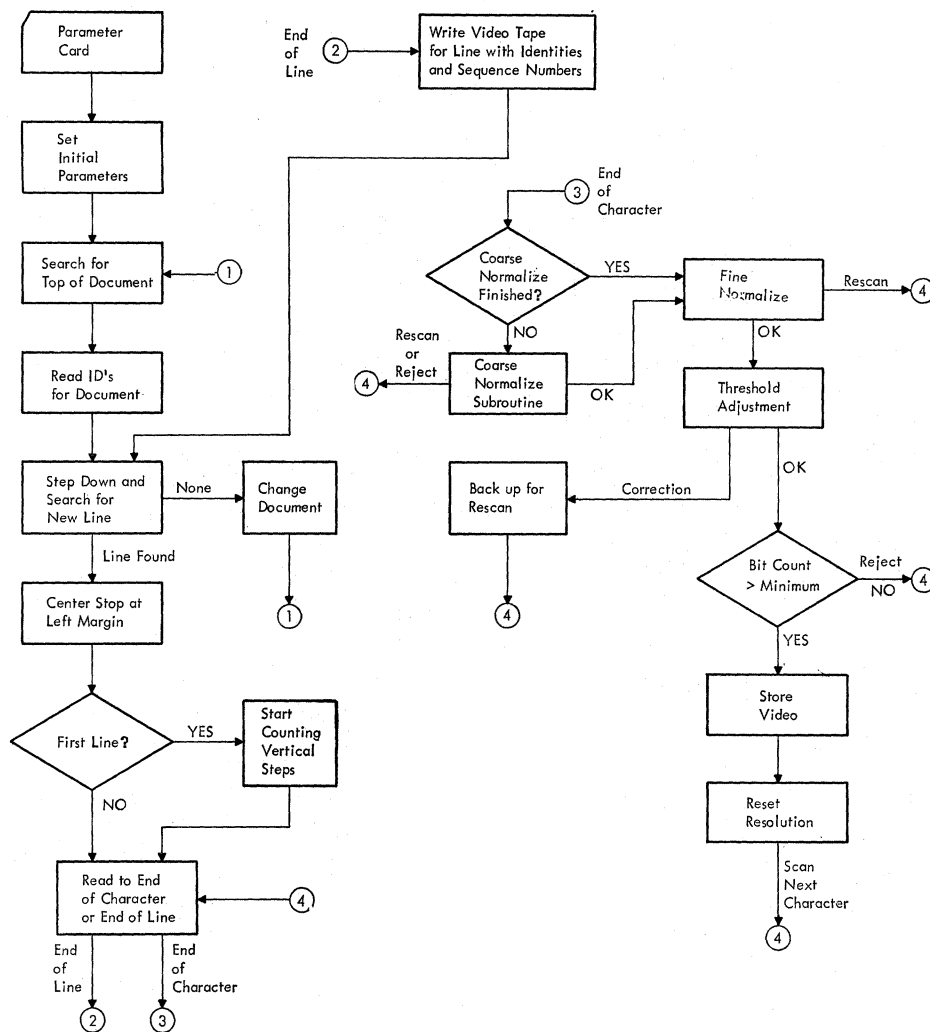 Parameter
Card
Set
Initial
Parameters
Search for
Top of Document
1
Read ID's
for Document
Step Down and
Search for
New Line
None
Change
Document
1
Line Found
Center Stop at
Left Margin
First Line?
YES
Start
Counting
Vertical
Steps
NO
Read to End
of Character
or End of Line
4
End
of
Line
2
End
of
Character
3
End
of
Line
2
Write Video Tape
for Line with Identities
and Sequence Numbers
3
End
of
Character
Coarse
Normalize
Finished?
YES
Fine
Normalize
Rescan
4
NO
Rescan
or
Reject
4
Coarse
Normalize
Subroutine
OK
OK
Threshold
Adjustment
Correction
Back up for
Rescan
4
OK
Bit Count
> Minimum
Reject
NO
4
YES
Store
Video
Reset
Resolution
Scan
Next
Character
4